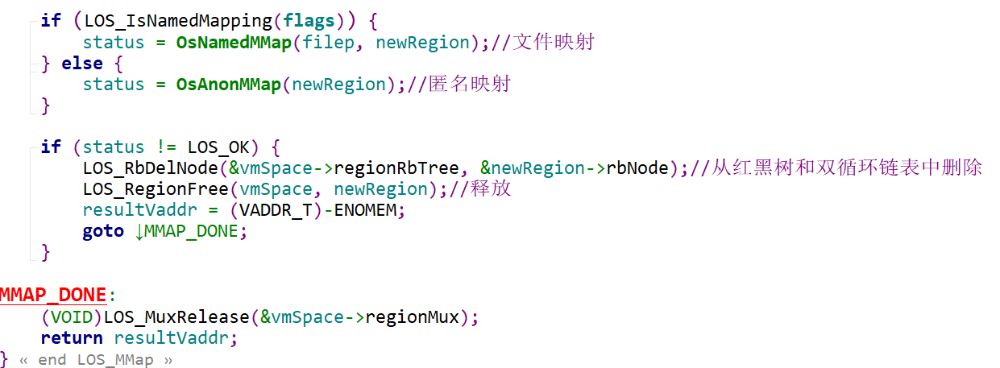 if (LOS_IsNamedMapping(flags)) {
status = OsNamedMMap(filep, newRegion);//文件映射
} else {
status = OsAnonMMap(newRegion);//匿名映射
}
if (status != LOS_OK) {
LOS_RbDelNode(&vmSpace->regionRbTree, &newRegion->rbNode);//从红黑树和双循环链表中删除
LOS_RegionFree(vmSpace, newRegion);//释放
resultVaddr = (VADDR_T)-ENOMEM;
goto ↓MMAP_DONE;
}
MMAP_DONE:
(VOID)LOS_MuxRelease(&vmSpace->regionMux);
return resultVaddr;
} « end LOS_MMap »